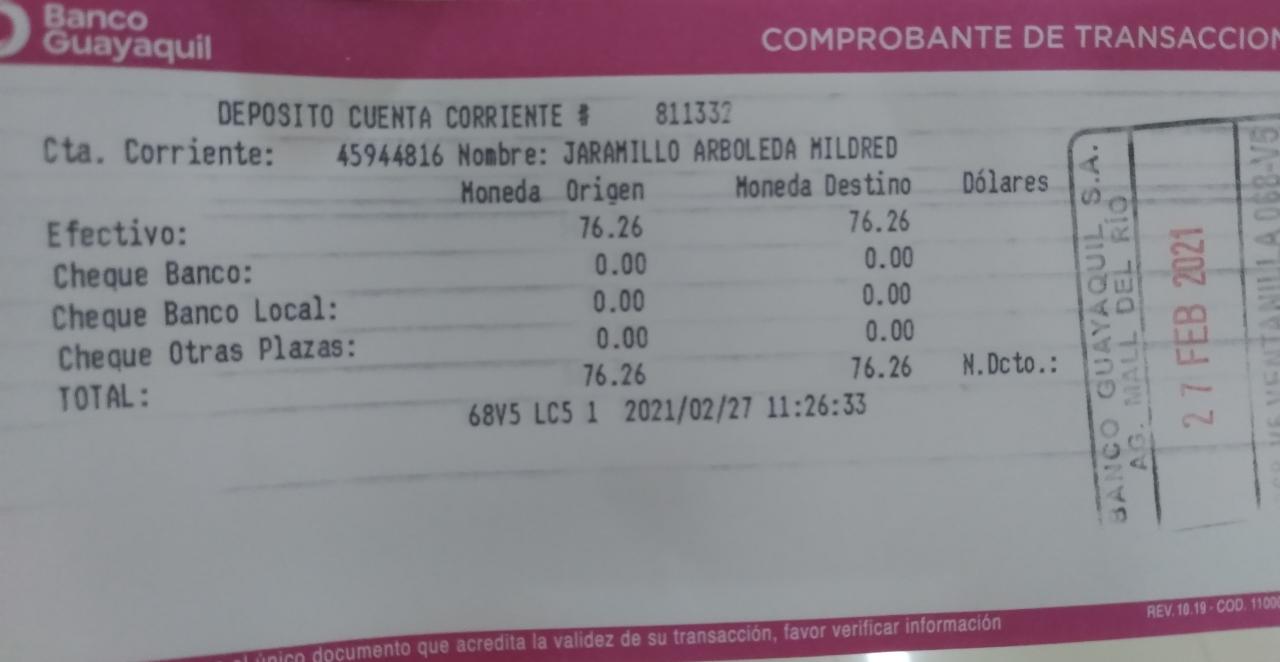 Banco
Guayaquil
COMPROBANTE DE TRANSACCION
DEPOSITO CUENTA CORRIENTE # 811332
Cta. Corriente: 45944816 Nombre: JARAMILLO ARBOLEDA MILDRED
Moneda Origen Moneda Destino Dólares
Efectivo: 76.26 76.26
Cheque Banco: 0.00 0.00
Cheque Banco Local: 0.00 0.00
Cheque Otras Plazas: 0.00 0.00
TOTAL: 76.26 76.26 N.Dcto.:
68V5 LC5 1 2021/02/27 11:26:33
BANCO GUAYAQUIL S.A.
AG. MALL DEL RÍO
27 FEB 2021
VENTANILLA 068-V5
REV. 10.19 - COD. 11000
único documento que acredita la validez de su transacción, favor verificar información